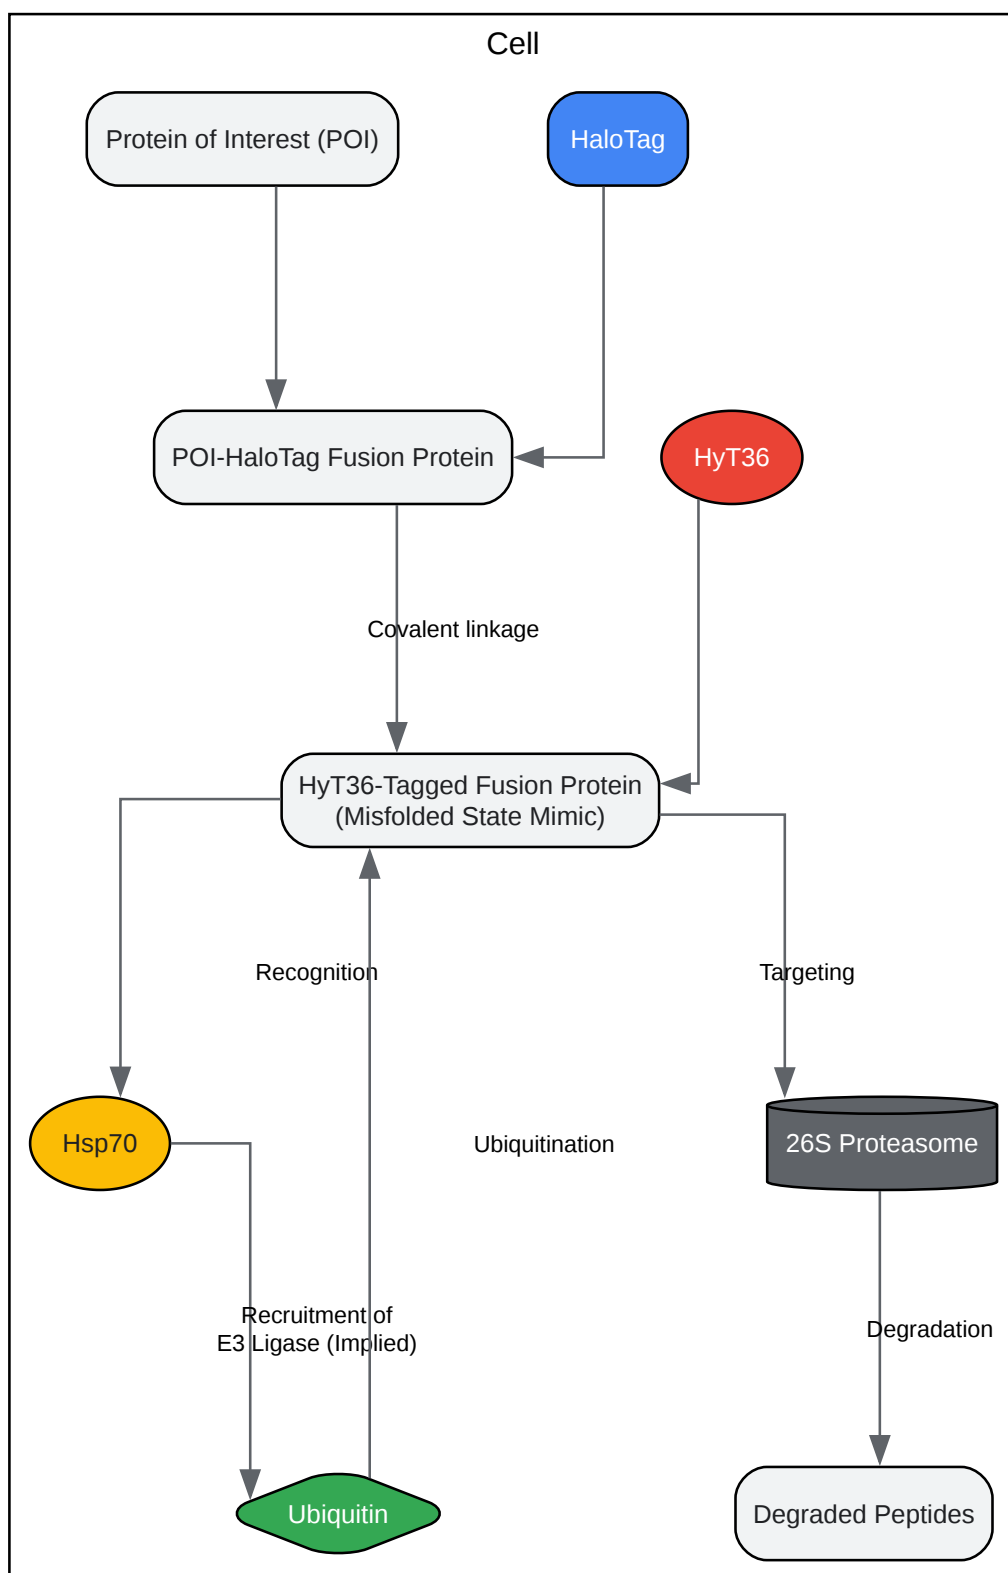 Cell
Protein of Interest (POI)
HaloTag
POI-HaloTag Fusion Protein
HyT36
Covalent linkage
HyT36-Tagged Fusion Protein
(Misfolded State Mimic)
Recognition
Targeting
Hsp70
Ubiquitination
26S Proteasome
Recruitment of
E3 Ligase (Implied)
Degradation
Ubiquitin
Degraded Peptides